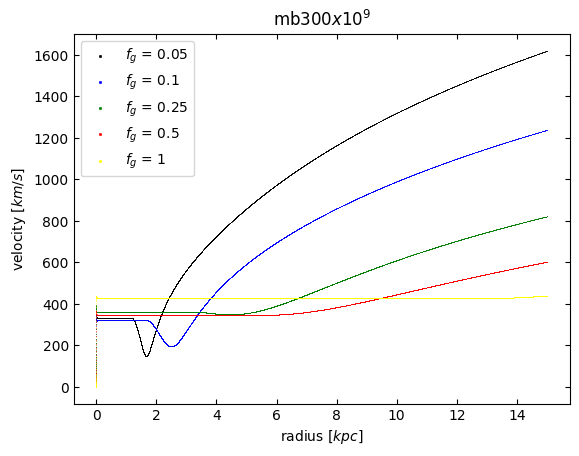 mb300x10⁹
f_g = 0.05
f_g = 0.1
f_g = 0.25
f_g = 0.5
f_g = 1
velocity [km/s]
1600
1400
1200
1000
800
600
400
200
0
0 2 4 6 8 10 12 14
radius [kpc]